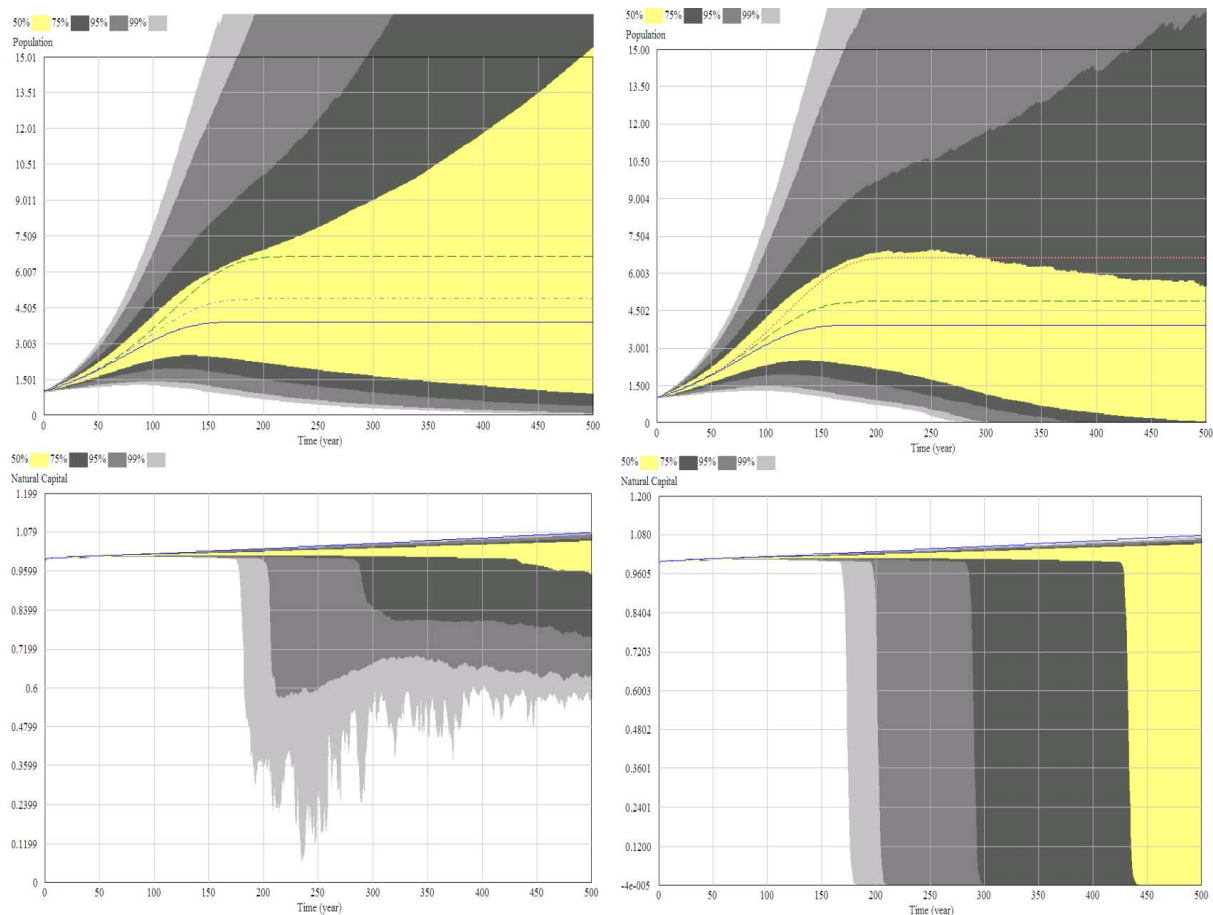 50% 75% 95% 99%
Population
15.01
13.51
12.01
10.51
9.011
7.509
6.007
4.505
3.003
1.501
0
0 50 100 150 200 250 300 350 400 450 500
Time (year)
50% 75% 95% 99%
Population
15.00
13.50
12.00
10.50
9.004
7.504
6.003
4.502
3.001
1.500
0
0 50 100 150 200 250 300 350 400 450 500
Time (year)
50% 75% 95% 99%
Natural Capital
1.199
1.079
0.9599
0.8399
0.7199
0.6
0.4799
0.3599
0.2399
0.1199
0
0 50 100 150 200 250 300 350 400 450 500
Time (year)
50% 75% 95% 99%
Natural Capital
1.200
1.080
0.9605
0.8404
0.7203
0.6003
0.4802
0.3601
0.2401
0.1200
-4e-005
0 50 100 150 200 250 300 350 400 450 500
Time (year)